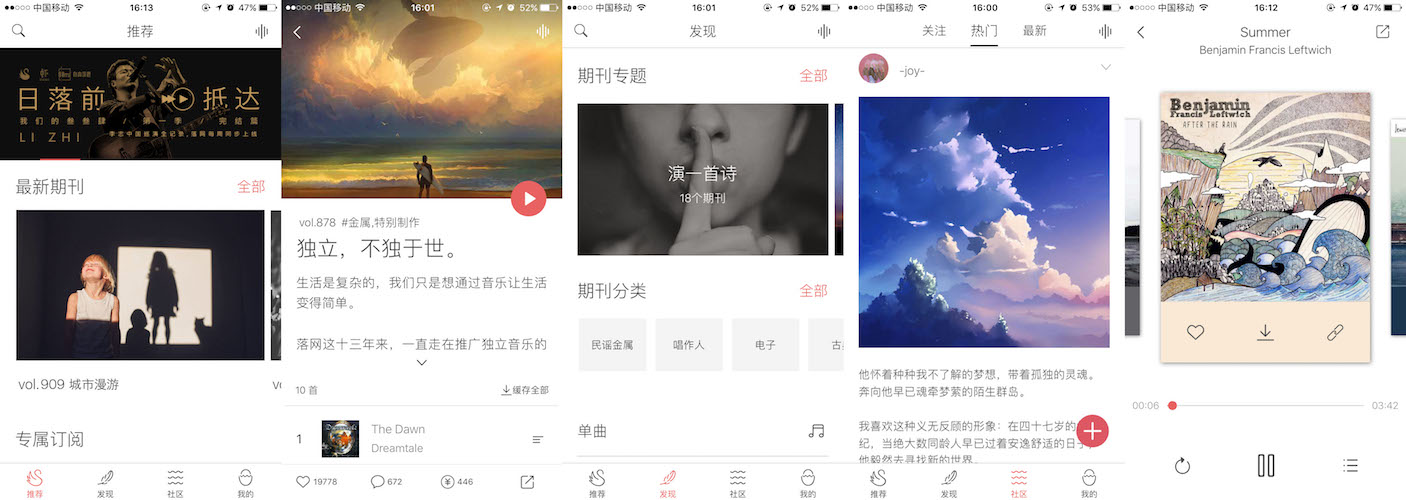 ●●○○○ 中国移动 16:13 47%
推荐
日落前 抵达
我们的叁叁肆 第一季 完结篇
LI ZHI 李志中国巡演全记录,落网每周同步上线
最新期刊 全部
vol.909 城市漫游
专属订阅
推荐 发现 社区 我的
●●○○○ 中国移动 16:01 52%
vol.878 #金属,特别制作
独立，不独于世。
生活是复杂的，我们只是想通过音乐让生活
变得简单。
落网这十三年来，一直走在推广独立音乐的
10 首 缓存全部
1 The Dawn
Dreamtale
19778 672 446
●●○○○ 中国移动 16:01 52%
发现
期刊专题 全部
演一首诗
18个期刊
期刊分类 全部
民谣金属 唱作人 电子 古
单曲
推荐 发现 社区 我的
●●○○○ 中国移动 16:00 53%
关注 热门 最新
-joy-
他怀着种种我不了解的梦想，带着孤独的灵魂。
奔向他早已魂牵梦萦的陌生群岛。
我喜欢这种义无反顾的形象：在四十七岁的
纪，当绝大数同龄人早已过着安逸舒适的日子，
他毅然去寻找新的世界。
推荐 发现 社区 我的
●●○○○ 中国移动 16:12 47%
Summer
Benjamin Francis Leftwich
Benjamin
Francis Leftwich
AFTER THE RAIN
00:06 03:42